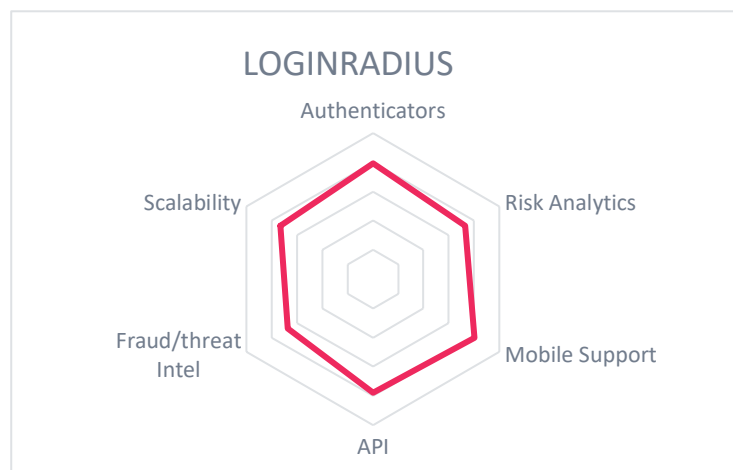 LOGINRADIUS
Authenticators
Scalability
Risk Analytics
Fraud/threat
Intel
Mobile Support
API